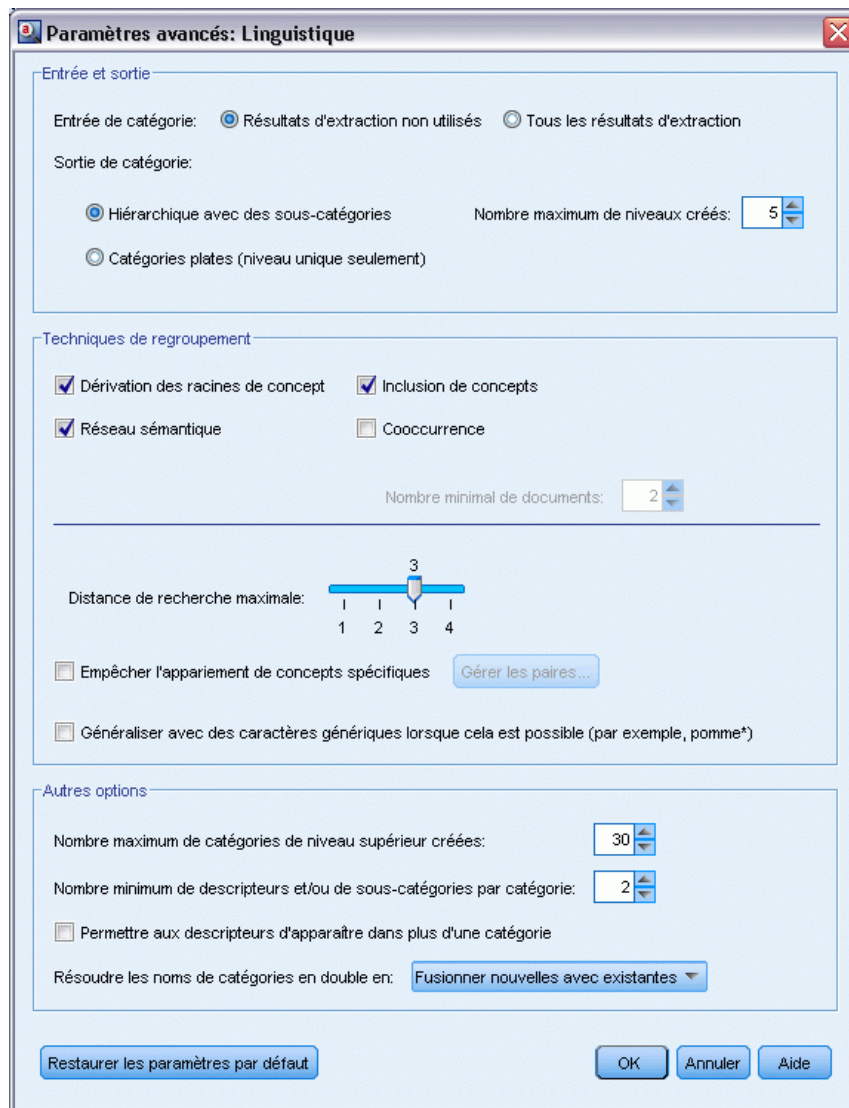 Paramètres avancés: Linguistique
Entrée et sortie
Entrée de catégorie: Résultats d'extraction non utilisés Tous les résultats d'extraction
Sortie de catégorie:
Hiérarchique avec des sous-catégories Nombre maximum de niveaux créés: 5
Catégories plates (niveau unique seulement)
Techniques de regroupement
Dérivation des racines de concept Inclusion de concepts
Réseau sémantique Cooccurrence
Nombre minimal de documents: 2
3
Distance de recherche maximale:
1 2 3 4
Empêcher l'appariement de concepts spécifiques Gérer les paires...
Généraliser avec des caractères génériques lorsque cela est possible (par exemple, pomme*)
Autres options
Nombre maximum de catégories de niveau supérieur créées: 30
Nombre minimum de descripteurs et/ou de sous-catégories par catégorie: 2
Permettre aux descripteurs d'apparaître dans plus d'une catégorie
Résoudre les noms de catégories en double en: Fusionner nouvelles avec existantes
Restaurer les paramètres par défaut OK Annuler Aide